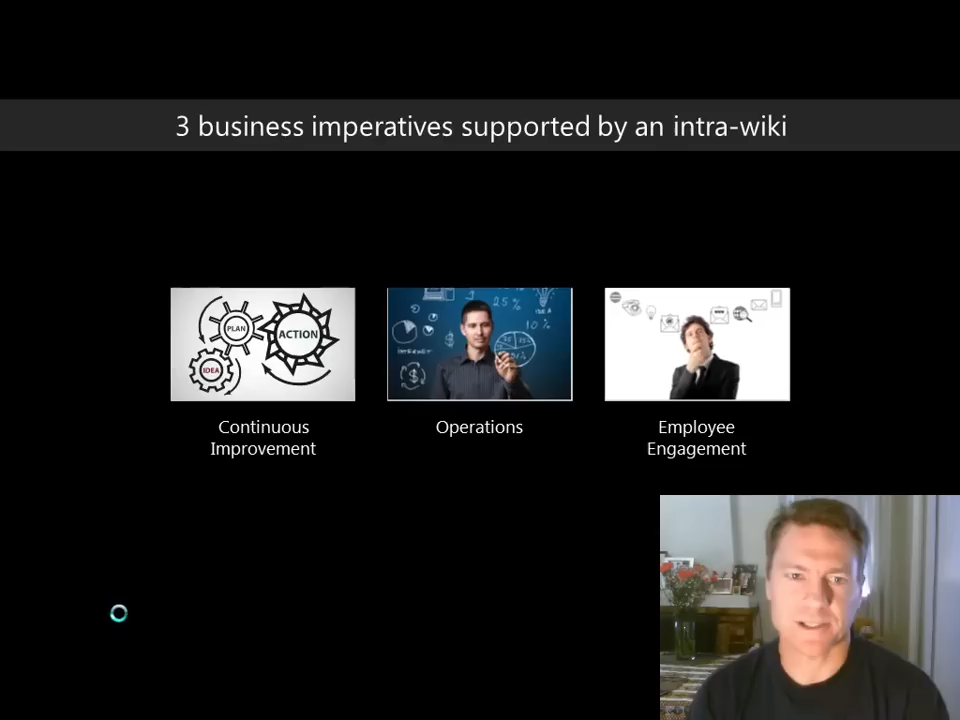 3 business imperatives supported by an intra-wiki
PLAN
ACTION
IDEA
25%
10%
Continuous
Improvement
Operations
Employee
Engagement